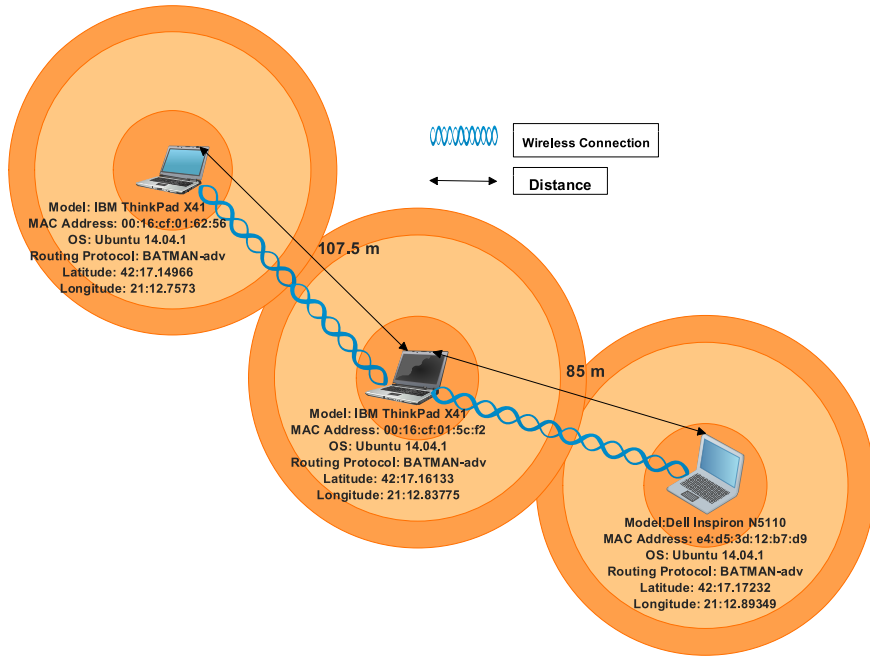 Wireless Connection
Distance
Model: IBM ThinkPad X41
MAC Address: 00:16:cf:01:62:56
OS: Ubuntu 14.04.1
Routing Protocol: BATMAN-adv
Latitude: 42:17.14966
Longitude: 21:12.7573
107.5 m
85 m
Model: IBM ThinkPad X41
MAC Address: 00:16:cf:01:5c:f2
OS: Ubuntu 14.04.1
Routing Protocol: BATMAN-adv
Latitude: 42:17.16133
Longitude: 21:12.83775
Model:Dell Inspiron N5110
MAC Address: e4:d5:3d:12:b7:d9
OS: Ubuntu 14.04.1
Routing Protocol: BATMAN-adv
Latitude: 42:17.17232
Longitude: 21:12.89349